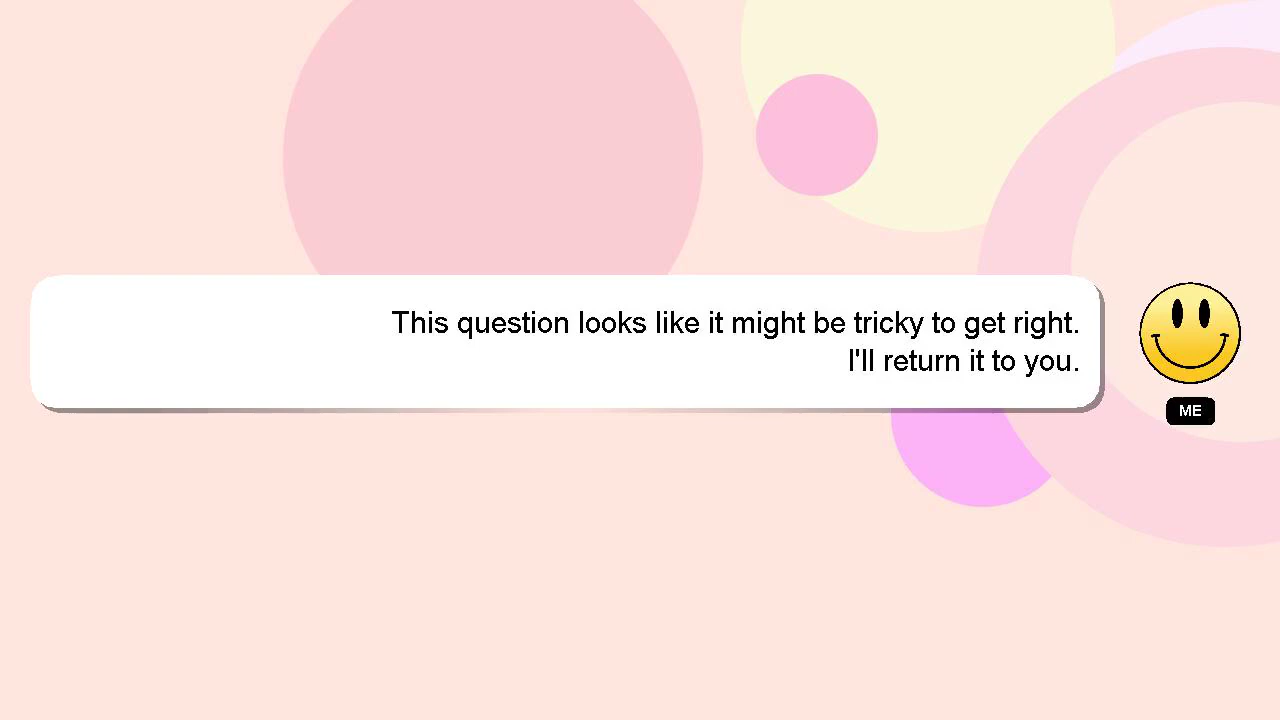 This question looks like it might be tricky to get right.
I'll return it to you.
ME